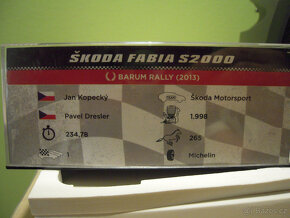 ŠKODA FABIA S2000
BARUM RALLY (2013)
Jan Kopecký
Škoda Motorsport
Pavel Dresler
1.998
234.78
265
1
Michelin